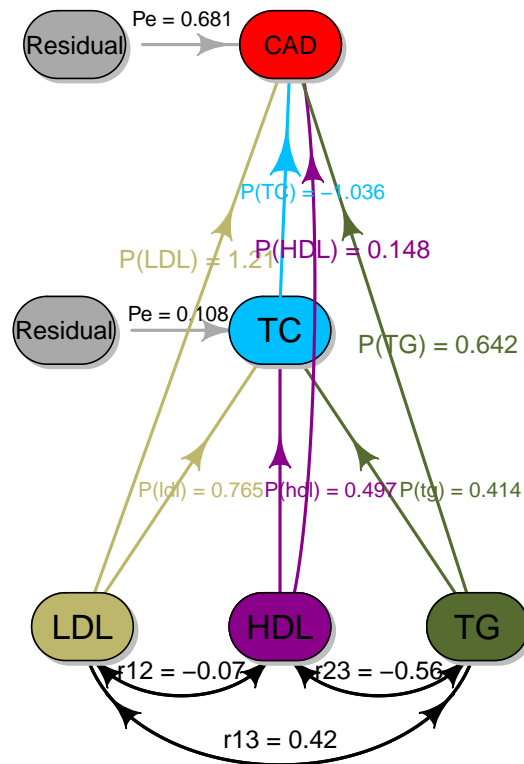 Pe = 0.681
Residual
CAD
P(TC) = −1.036
P(LDL) = 1.21
P(HDL) = 0.148
Pe = 0.108
Residual
TC
P(TG) = 0.642
P(ldl) = 0.765
P(hdl) = 0.497
P(tg) = 0.414
LDL
HDL
TG
r12 = −0.07
r23 = −0.56
r13 = 0.42